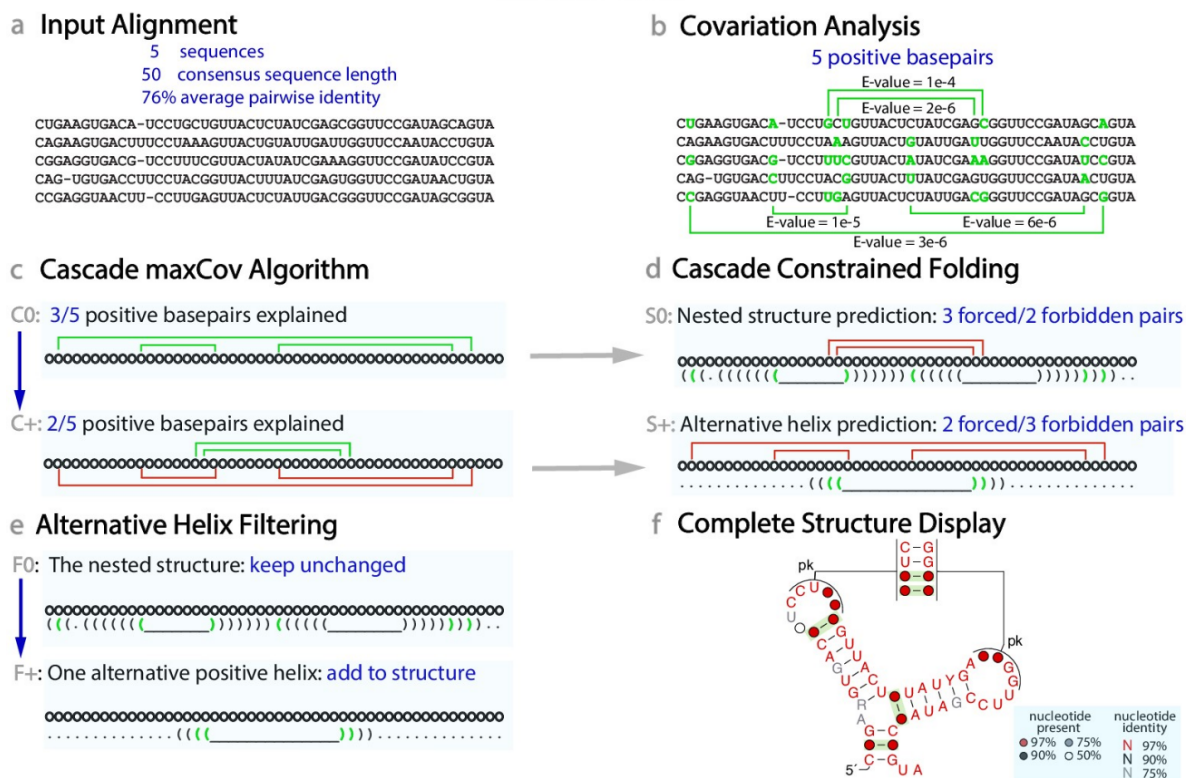 a Input Alignment
5 sequences
50 consensus sequence length
76% average pairwise identity
CUGAAGUGACA-UCCUGCUGUUACUCUAUCGAGCGGUUCCGAUAGCAGUA
CAGAAGUGACUUUCCUAAAGUUACUGUAUUGAUUGGUUCCAAUACCUGUA
CGGAGGUGACG-UCCUUUCGUUACUAUAUCGAAAGGUUCCGAUAUCCGUA
CAG-UGUGACCUUCCUACGGUUACUUUAUCGAGUGGUUCCGAUAACUGUA
CCGAGGUAACUU-CCUUGAGUUACUCUAUUGACGGGUUCCGAUAGCGGUA
b Covariation Analysis
5 positive basepairs
E-value = 1e-4
E-value = 2e-6
CUGAAGUGACA-UCCUGCUGUUACUCUAUCGAGCGGUUCCGAUAGCAGUA
CAGAAGUGACUUUCCUAAAGUUACUGUAUUGAUUGGUUCCAAUACCUGUA
CGGAGGUGACG-UCCUUUCGUUACUAUAUCGAAAGGUUCCGAUAUCCGUA
CAG-UGUGACCUUCCUACGGUUACUUUAUCGAGUGGUUCCGAUAACUGUA
CCGAGGUAACUU-CCUUGAGUUACUCUAUUGACGGGUUCCGAUAGCGGUA
E-value = 1e-5
E-value = 6e-6
E-value = 3e-6
c Cascade maxCov Algorithm
C0: 3/5 positive basepairs explained
C+: 2/5 positive basepairs explained
d Cascade Constrained Folding
S0: Nested structure prediction: 3 forced/2 forbidden pairs
S+: Alternative helix prediction: 2 forced/3 forbidden pairs
e Alternative Helix Filtering
F0: The nested structure: keep unchanged
F+: One alternative positive helix: add to structure
f Complete Structure Display
C-G
U-G
pk
pk
5´
nucleotide present
97% 75%
90% 50%
nucleotide identity
N 97%
N 90%
N 75%